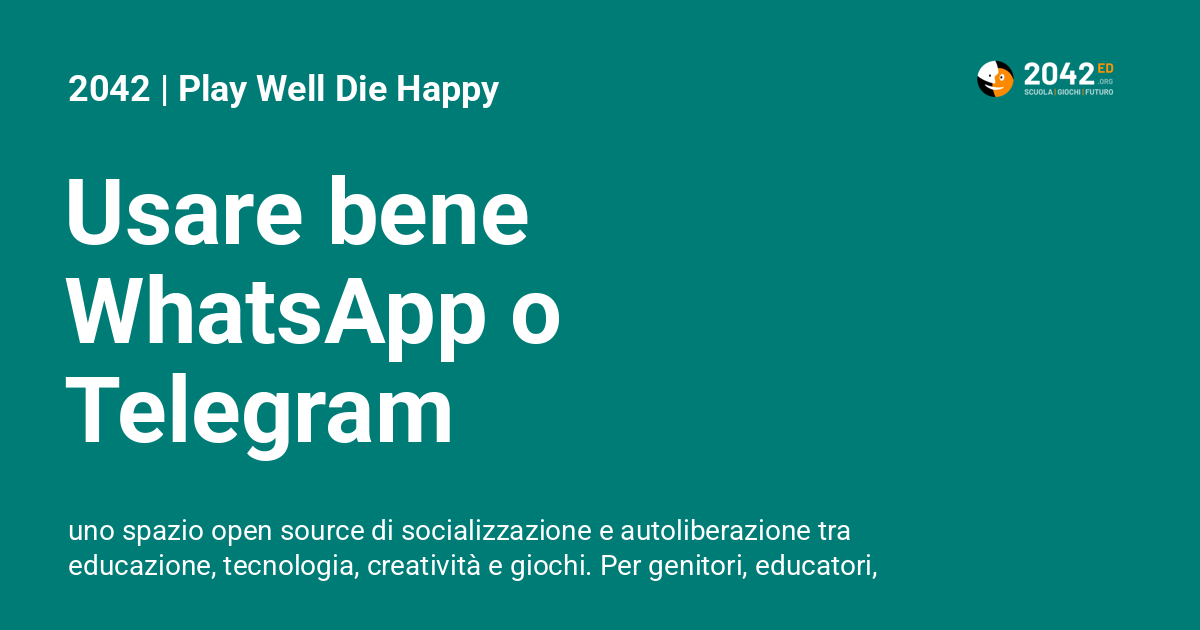 2042 | Play Well Die Happy
2042 ED
.ORG
SCUOLA | GIOCHI | FUTURO
Usare bene
WhatsApp o
Telegram
uno spazio open source di socializzazione e autoliberazione tra
educazione, tecnologia, creatività e giochi. Per genitori, educatori,